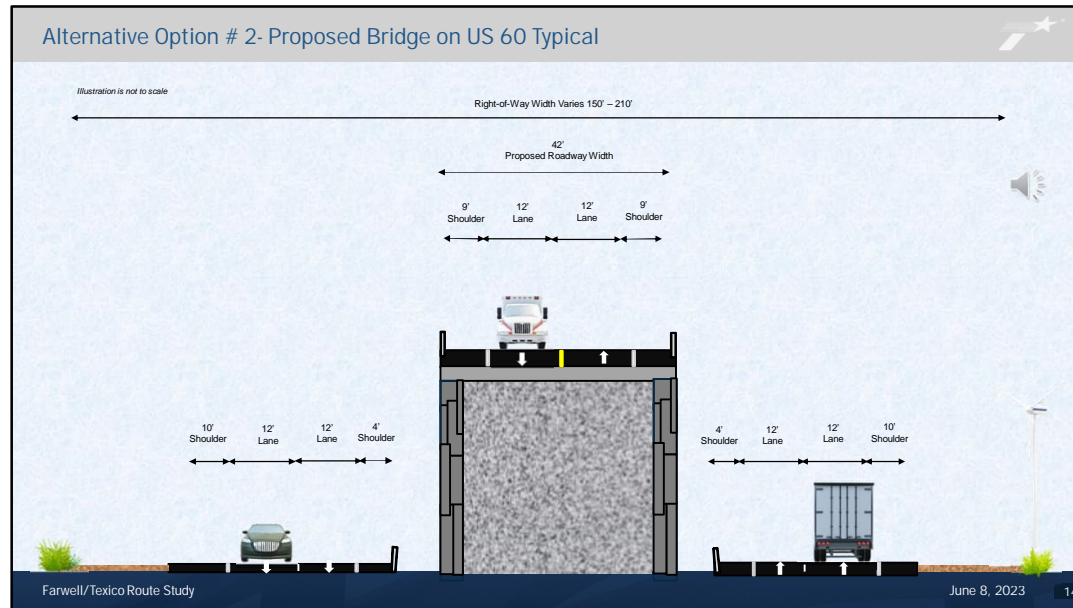 Alternative Option # 2- Proposed Bridge on US 60 Typical
Illustration is not to scale
Right-of-Way Width Varies 150' – 210'
42'
Proposed Roadway Width
9'
Shoulder
12'
Lane
12'
Lane
9'
Shoulder
10'
Shoulder
12'
Lane
12'
Lane
4'
Shoulder
4'
Shoulder
12'
Lane
12'
Lane
10'
Shoulder
Farwell/Texico Route Study
June 8, 2023